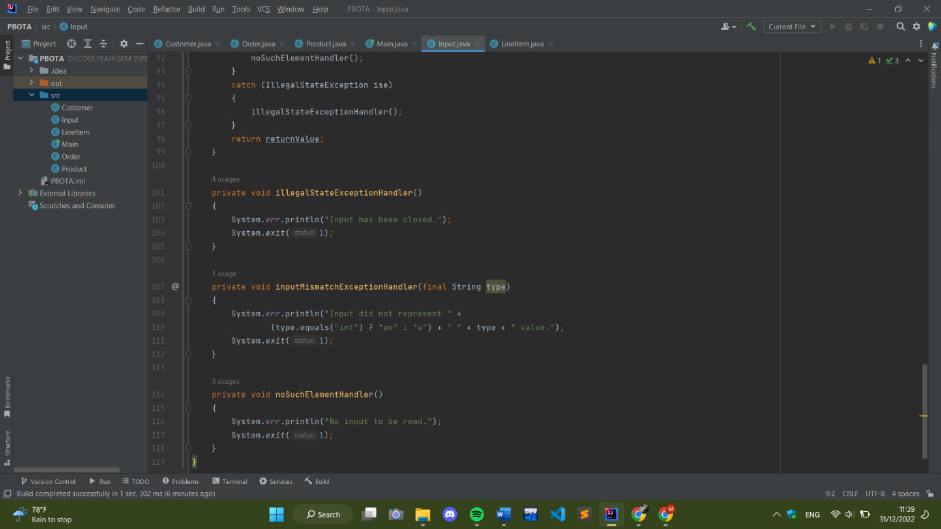 File Edit View Navigate Code Refactor Build Run Tools VCS Window Help PBOTA - Input.java
PBOTA src Input Current File
Project Customer.java Order.java Product.java Main.java Input.java LineItem.java
Project
Bookmarks
Structure
Notifications
PBOTA D:\COOLYEAH\SEM 3\PB
.idea
out
src
Customer
Input
LineItem
Main
Order
Product
PBOTA.iml
External Libraries
Scratches and Consoles
1 3
92 noSuchElementHandler();
93 }
94 catch (IllegalStateException ise)
95 {
96 illegalStateExceptionHandler();
97 }
98 return returnValue;
99 }
100
4 usages
101 private void illegalStateExceptionHandler()
102 {
103 System.err.println("Input has been closed.");
104 System.exit( status: 1);
105 }
106
1 usage
107 @ private void inputMismatchExceptionHandler(final String type)
108 {
109 System.err.println("Input did not represent " +
110 (type.equals("int") ? "an" : "a") + " " + type + " value.");
111 System.exit( status: 1);
112 }
113
3 usages
114 private void noSuchElementHandler()
115 {
116 System.err.println("No input to be read.");
117 System.exit( status: 1);
118 }
119 }
Version Control Run TODO Problems Terminal Services Build
Build completed successfully in 1 sec, 302 ms (6 minutes ago) 9:2 CRLF UTF-8 4 spaces
78°F
Rain to stop
Search
ENG
11:39
31/12/2022